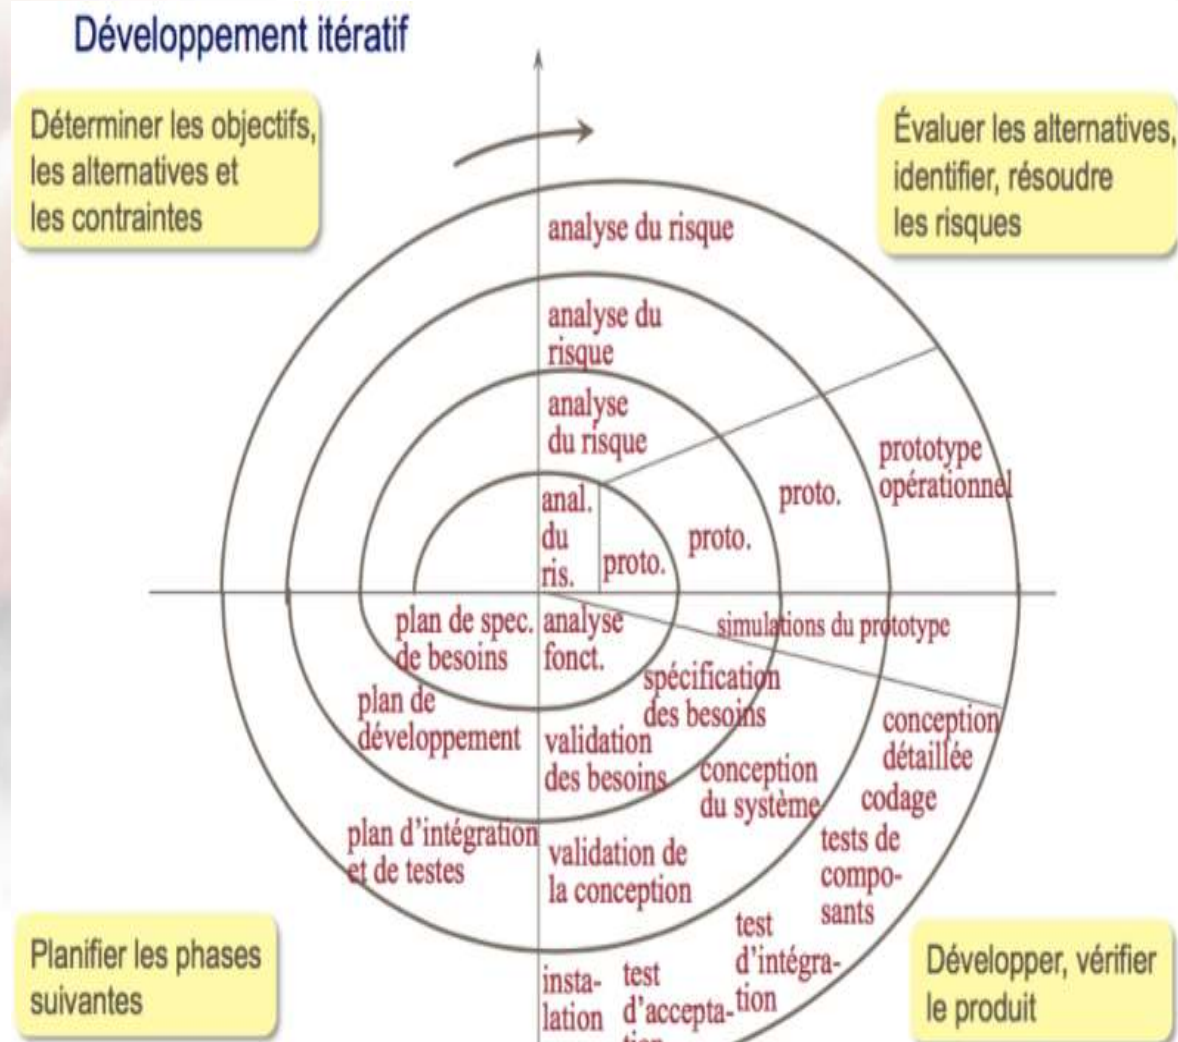 Développement itératif
Déterminer les objectifs,
les alternatives et
les contraintes
Évaluer les alternatives,
identifier, résoudre
les risques
analyse du risque
analyse du
risque
analyse
du risque
anal.
du
ris.
proto.
proto.
proto.
prototype
opérationnel
plan de spec.
de besoins
analyse
fonct.
simulations du prototype
spécification
des besoins
plan de
développement
validation
des besoins
conception
du système
conception
détaillée
codage
tests de
compo-
sants
plan d'intégration
et de testes
validation de
la conception
test
d'intégra-
tion
test
d'accepta-
tion
insta-
lation
Planifier les phases
suivantes
Développer, vérifier
le produit